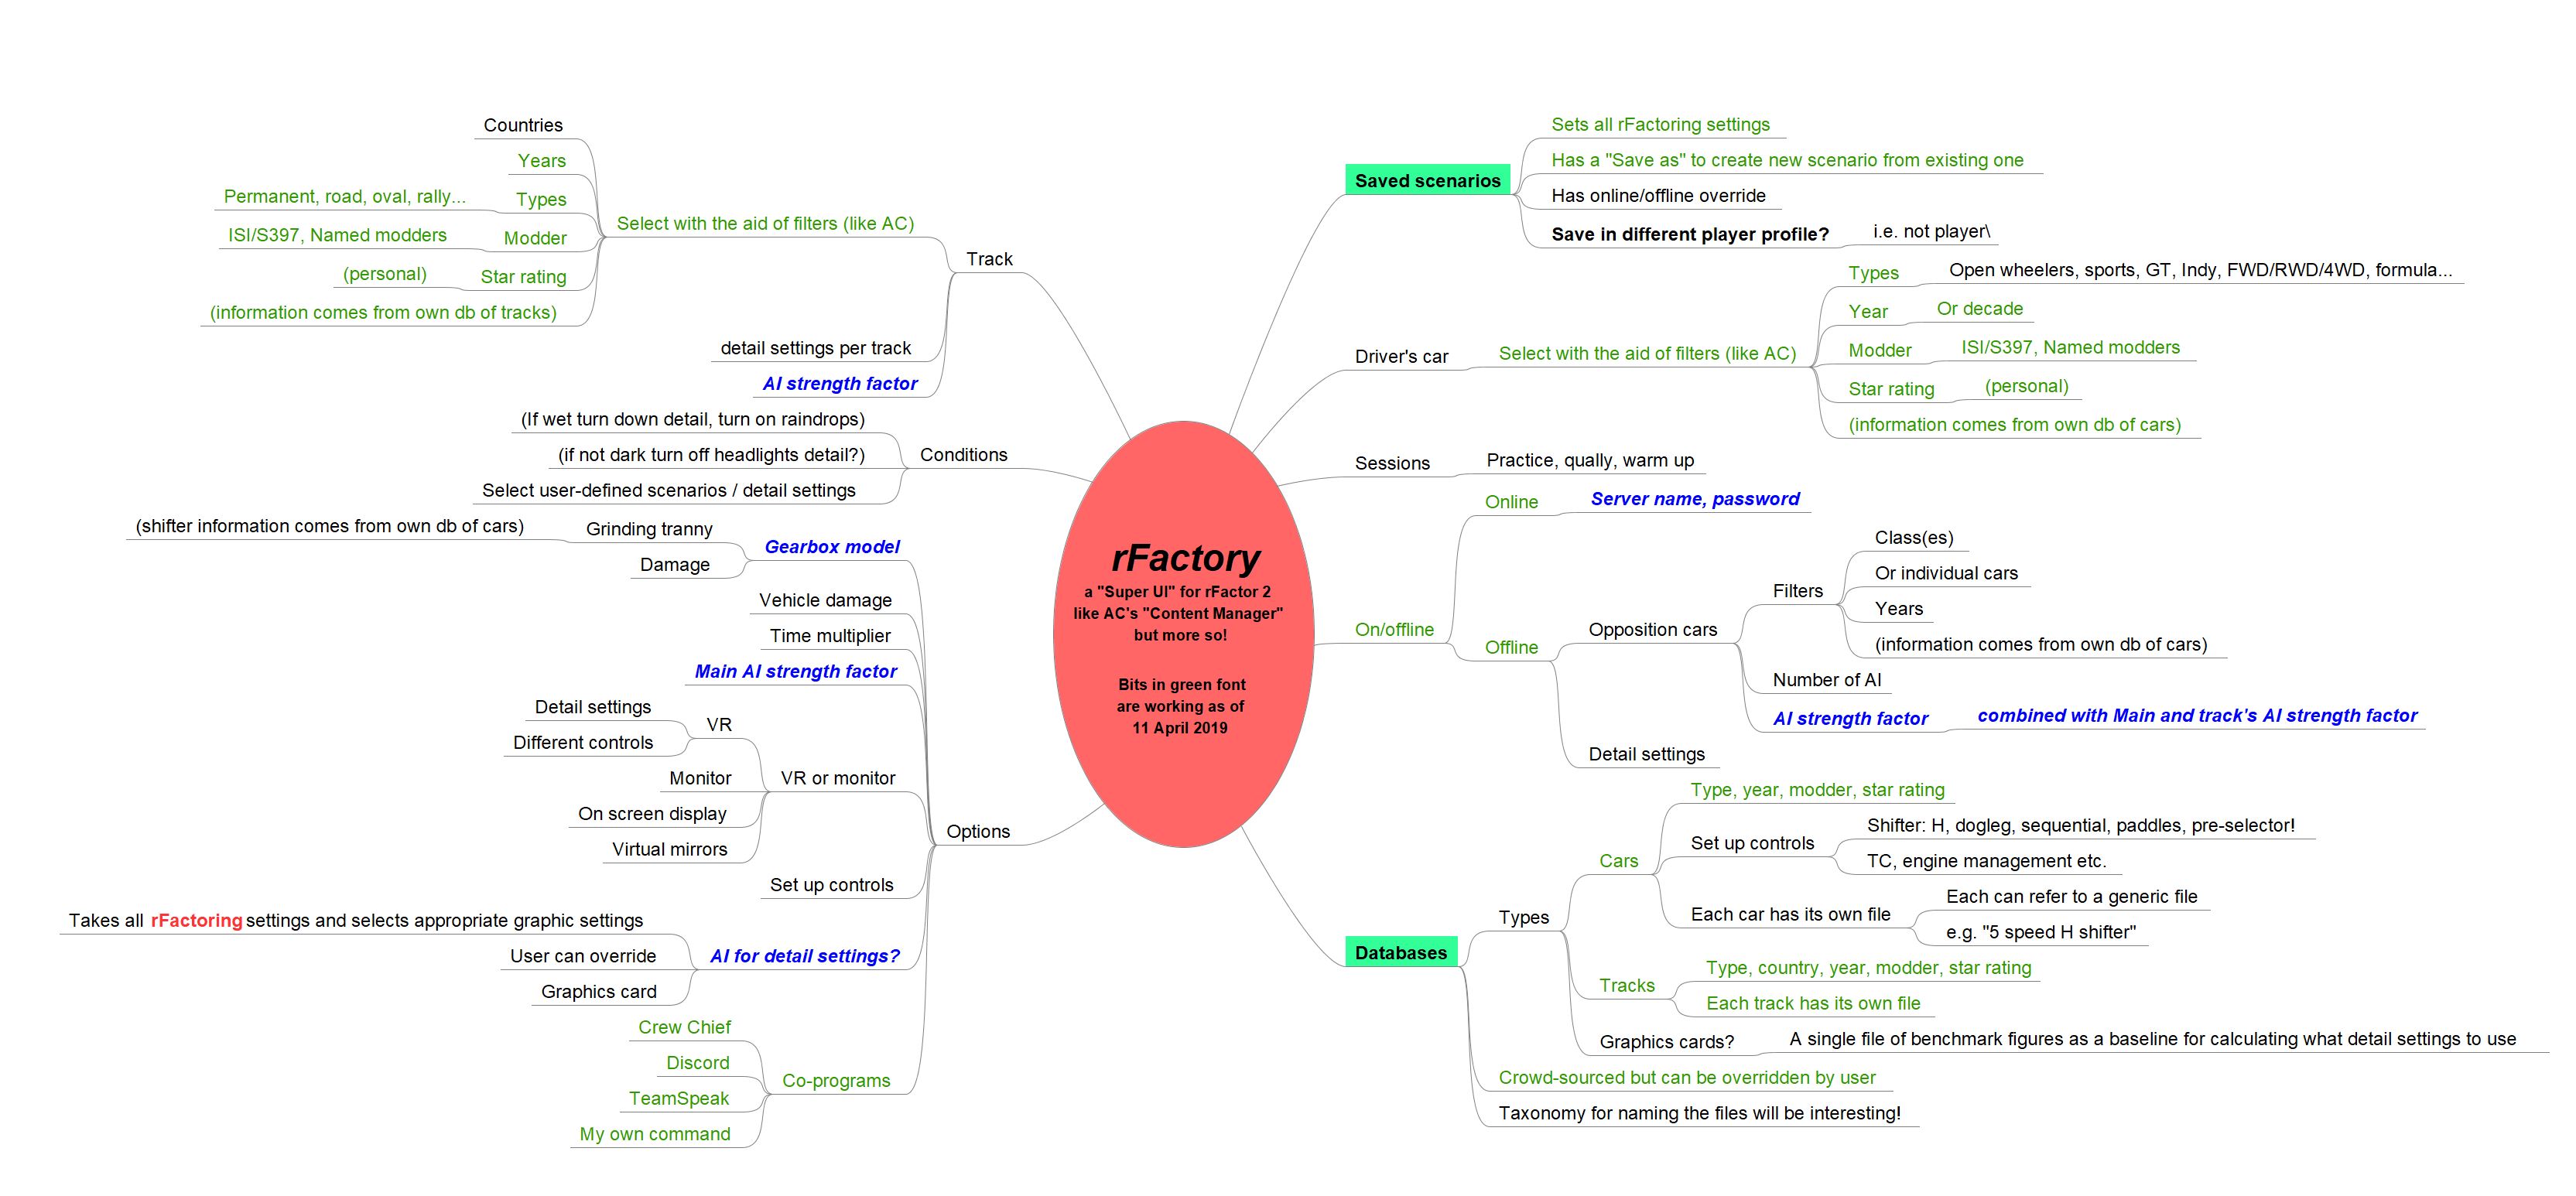 rFactory
a "Super UI" for rFactor 2
like AC's "Content Manager"
but more so!
Bits in green font
are working as of
11 April 2019
Track
Select with the aid of filters (like AC)
Countries
Years
Types
Permanent, road, oval, rally...
Modder
ISI/S397, Named modders
Star rating
(personal)
(information comes from own db of tracks)
detail settings per track
AI strength factor
Conditions
(If wet turn down detail, turn on raindrops)
(if not dark turn off headlights detail?)
Select user-defined scenarios / detail settings
Options
Gearbox model
Grinding tranny
(shifter information comes from own db of cars)
Damage
Vehicle damage
Time multiplier
Main AI strength factor
VR or monitor
VR
Detail settings
Different controls
Monitor
On screen display
Virtual mirrors
Set up controls
AI for detail settings?
Takes all rFactoring settings and selects appropriate graphic settings
User can override
Graphics card
Co-programs
Crew Chief
Discord
TeamSpeak
My own command
Saved scenarios
Sets all rFactoring settings
Has a "Save as" to create new scenario from existing one
Has online/offline override
Save in different player profile?
i.e. not player\
Driver's car
Select with the aid of filters (like AC)
Types
Open wheelers, sports, GT, Indy, FWD/RWD/4WD, formula...
Year
Or decade
Modder
ISI/S397, Named modders
Star rating
(personal)
(information comes from own db of cars)
Sessions
Practice, qually, warm up
On/offline
Online
Server name, password
Offline
Opposition cars
Filters
Class(es)
Or individual cars
Years
(information comes from own db of cars)
Number of AI
AI strength factor
combined with Main and track's AI strength factor
Detail settings
Databases
Types
Cars
Type, year, modder, star rating
Set up controls
Shifter: H, dogleg, sequential, paddles, pre-selector!
TC, engine management etc.
Each car has its own file
Each can refer to a generic file
e.g. "5 speed H shifter"
Tracks
Type, country, year, modder, star rating
Each track has its own file
Graphics cards?
A single file of benchmark figures as a baseline for calculating what detail settings to use
Crowd-sourced but can be overridden by user
Taxonomy for naming the files will be interesting!